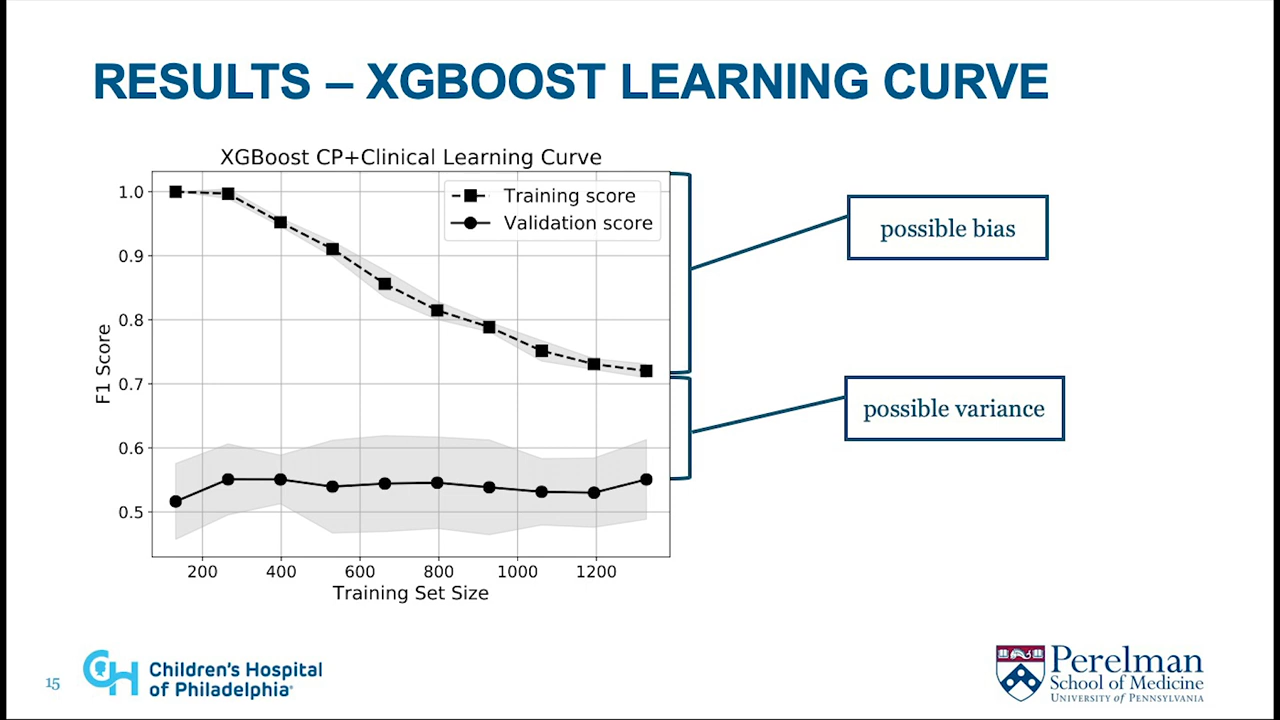 RESULTS – XGBOOST LEARNING CURVE
XGBoost CP+Clinical Learning Curve
1.0
0.9
0.8
0.7
0.6
0.5
F1 Score
Training score
Validation score
200 400 600 800 1000 1200
Training Set Size
possible bias
possible variance
15
CH
Children's Hospital
of Philadelphia
Perelman
School of Medicine
UNIVERSITY of PENNSYLVANIA